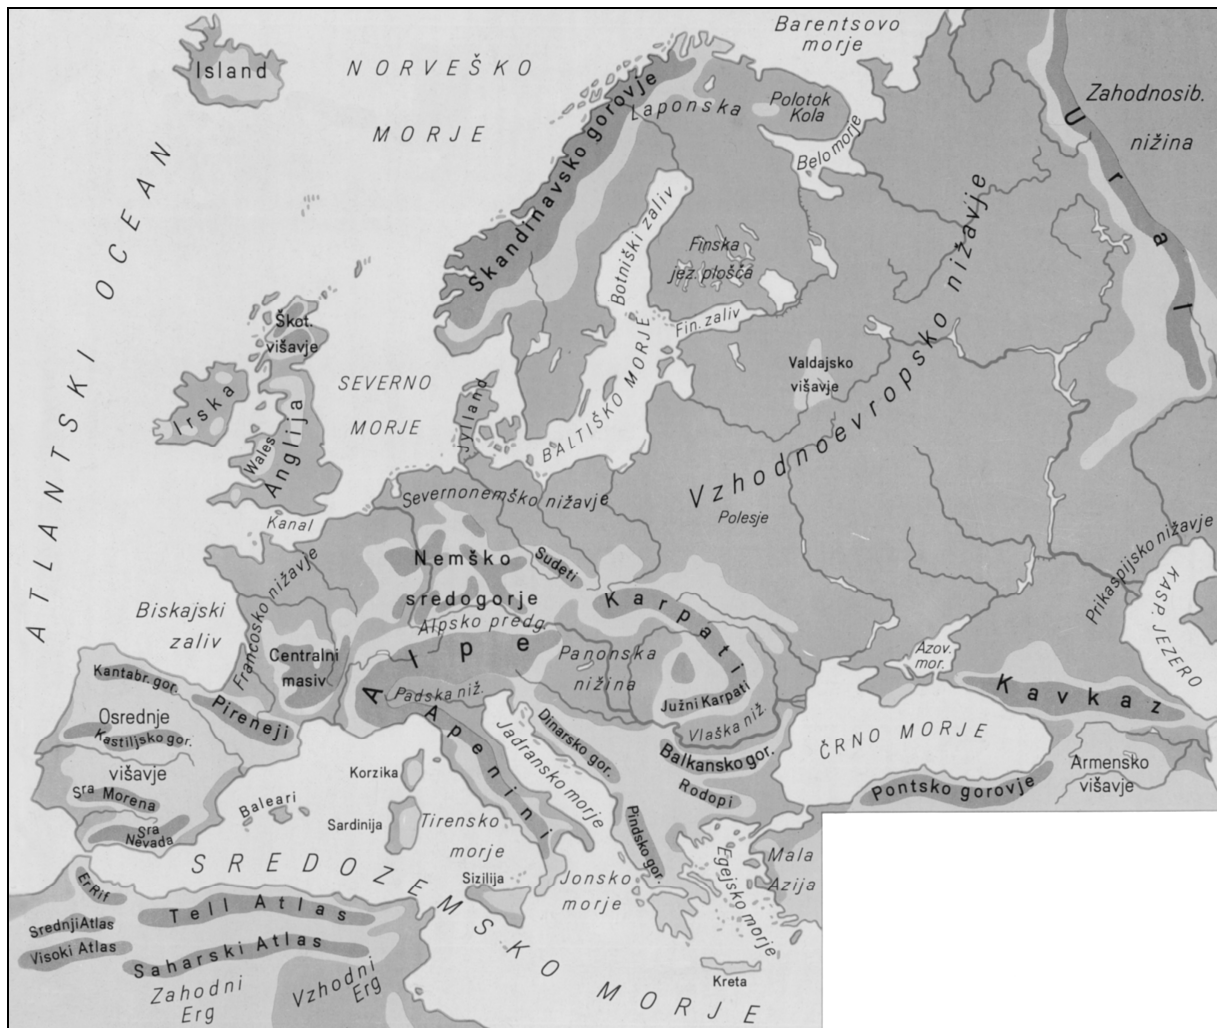 Barentsovo
morje
Island
NORVEŠKO
MORJE
Skandinavsko gorovje
Laponska
Polotok
Kola
Belo morje
Zahodnosib.
nižina
Ural
ATLANTSKI OCEAN
Botniški zaliv
Finska
jez. plošča
Fin. zaliv
Vzhodnoevropsko nižavje
Škot.
višavje
Irska
Wales
Anglija
SEVERNO
MORJE
Jylland
BALTIŠKO MORJE
Valdajsko
višavje
Kanal
Severnonemško nižavje
Polesje
Prikaspijsko nižavje
KASP. JEZERO
Nemško
sredogorje
Sudeti
Karpati
Biskajski
zaliv
Francosko nižavje
Alpsko predg.
Alpe
Centralni
masiv
Panonska
nižina
Azov.
mor.
Kantabr. gor.
Pireneji
Padska niž.
Južni Karpati
Kavkaz
Osrednje
Kastiljsko gor.
višavje
Apenini
Jadransko morje
Dinarsko gor.
Vlaška niž.
Balkansko gor.
ČRNO MORJE
Armensko
višavje
Sra Morena
Sra
Nevada
Korzika
Baleari
Sardinija
Tirensko
morje
Rodopi
Pontsko gorovje
Pindsko gor.
SREDOZEMSKO MORJE
Sizilija
Jonsko
morje
Egejsko morje
Mala
Azija
Er Rif
Tell Atlas
Srednji Atlas
Visoki Atlas
Saharski Atlas
Zahodni
Erg
Vzhodni
Erg
Kreta